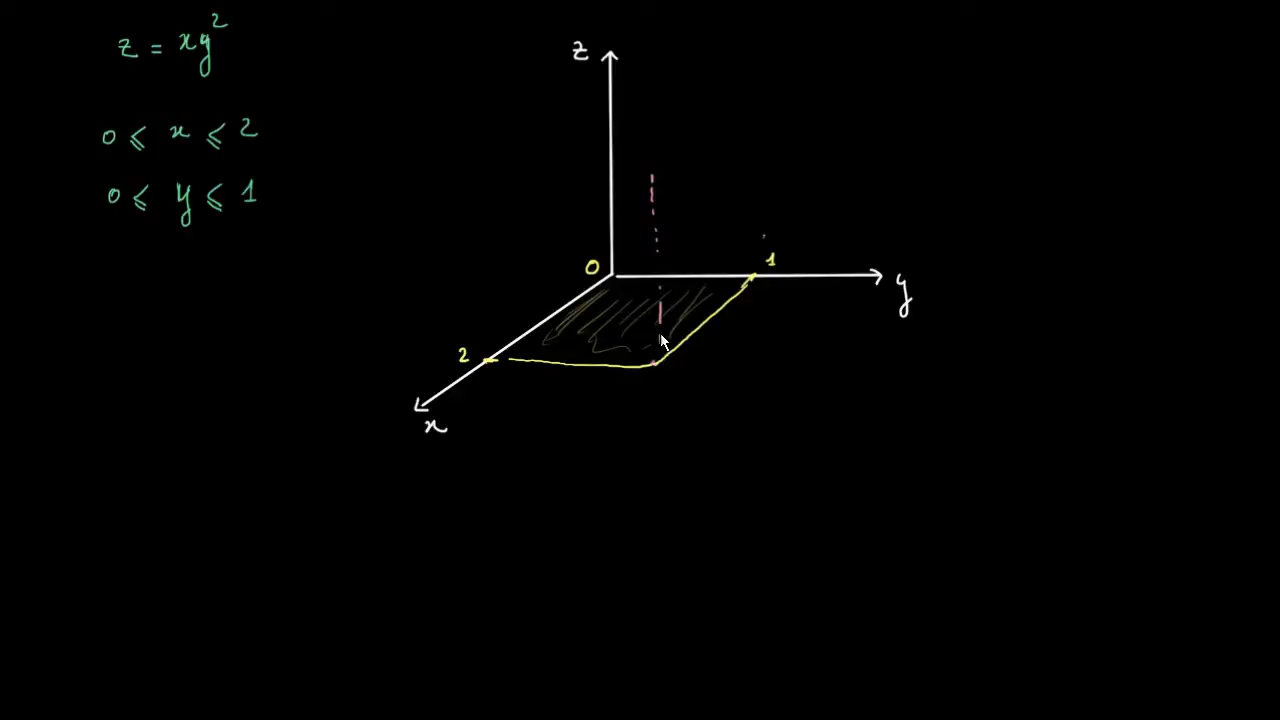 z = xy²
0 ⩽ x ⩽ 2
0 ⩽ y ⩽ 1
z
0
1
y
2
x